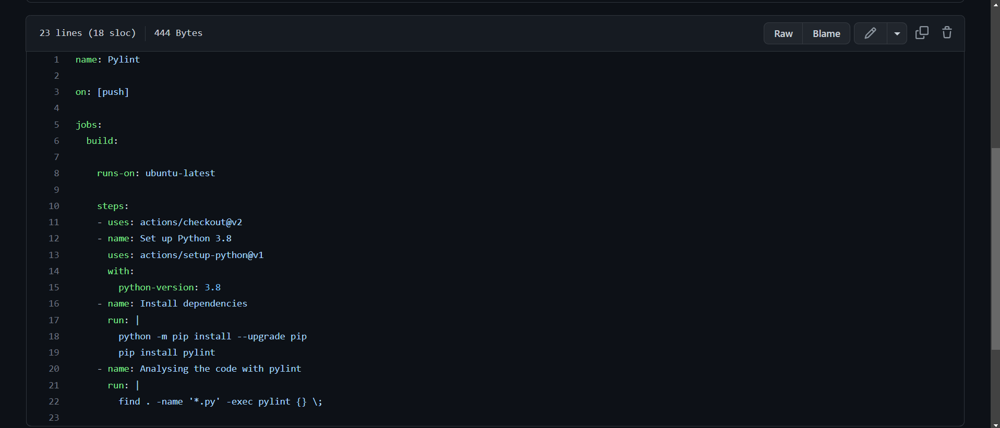 23 lines (18 sloc) 444 Bytes Raw Blame
1 name: Pylint
2
3 on: [push]
4
5 jobs:
6   build:
7
8     runs-on: ubuntu-latest
9
10     steps:
11     - uses: actions/checkout@v2
12     - name: Set up Python 3.8
13       uses: actions/setup-python@v1
14       with:
15         python-version: 3.8
16     - name: Install dependencies
17       run: |
18         python -m pip install --upgrade pip
19         pip install pylint
20     - name: Analysing the code with pylint
21       run: |
22         find . -name '*.py' -exec pylint {} \;
23